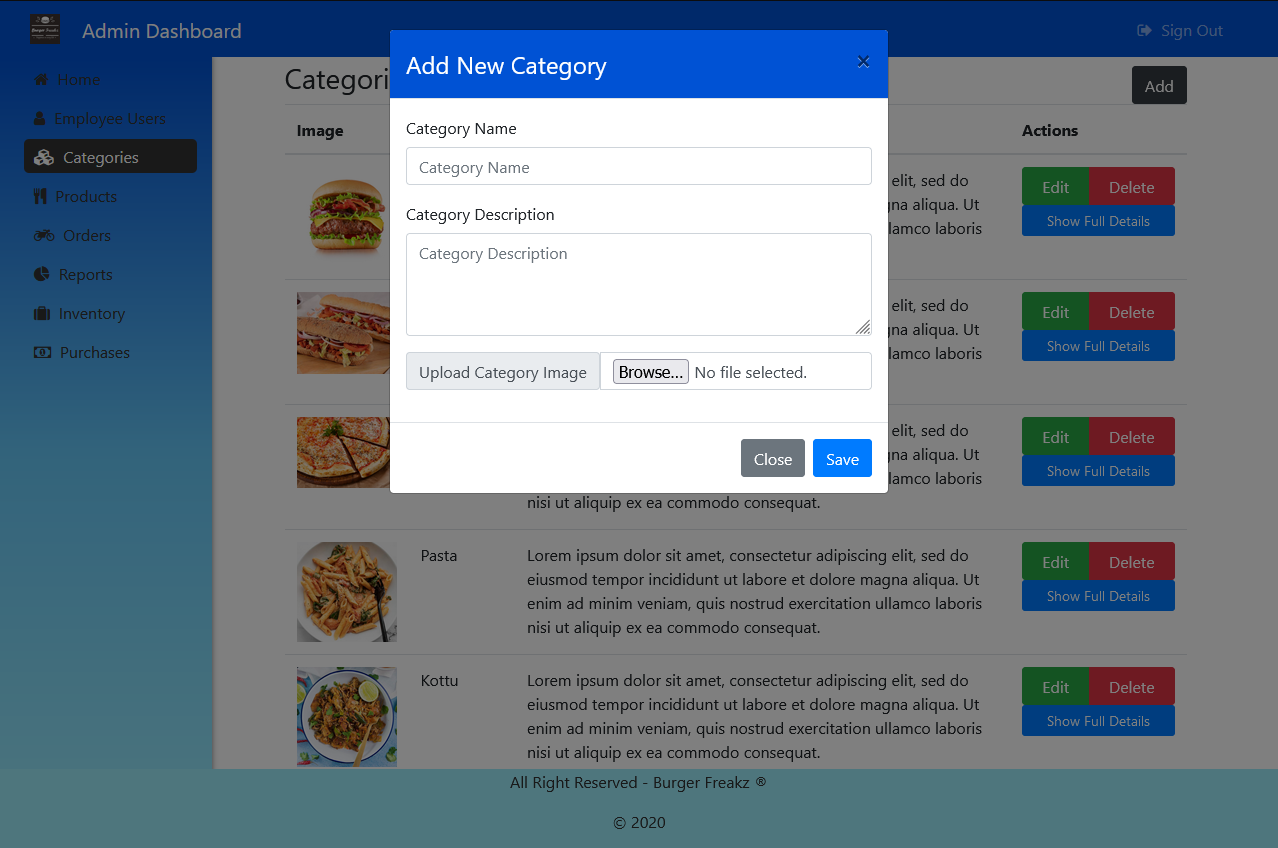 Burger Freakz
Admin Dashboard
Sign Out
Home
Employee Users
Categories
Products
Orders
Reports
Inventory
Purchases
Categori
Add
Image
Actions
Add New Category
×
Category Name
Category Name
Category Description
Category Description
Upload Category Image
Browse... No file selected.
Close
Save
elit, sed do
gna aliqua. Ut
lamco laboris
Edit
Delete
Show Full Details
elit, sed do
gna aliqua. Ut
lamco laboris
Edit
Delete
Show Full Details
elit, sed do
gna aliqua. Ut
lamco laboris
nisi ut aliquip ex ea commodo consequat.
Edit
Delete
Show Full Details
Pasta
Lorem ipsum dolor sit amet, consectetur adipiscing elit, sed do
eiusmod tempor incididunt ut labore et dolore magna aliqua. Ut
enim ad minim veniam, quis nostrud exercitation ullamco laboris
nisi ut aliquip ex ea commodo consequat.
Edit
Delete
Show Full Details
Kottu
Lorem ipsum dolor sit amet, consectetur adipiscing elit, sed do
eiusmod tempor incididunt ut labore et dolore magna aliqua. Ut
enim ad minim veniam, quis nostrud exercitation ullamco laboris
nisi ut aliquip ex ea commodo consequat.
Edit
Delete
Show Full Details
All Right Reserved - Burger Freakz ®
© 2020